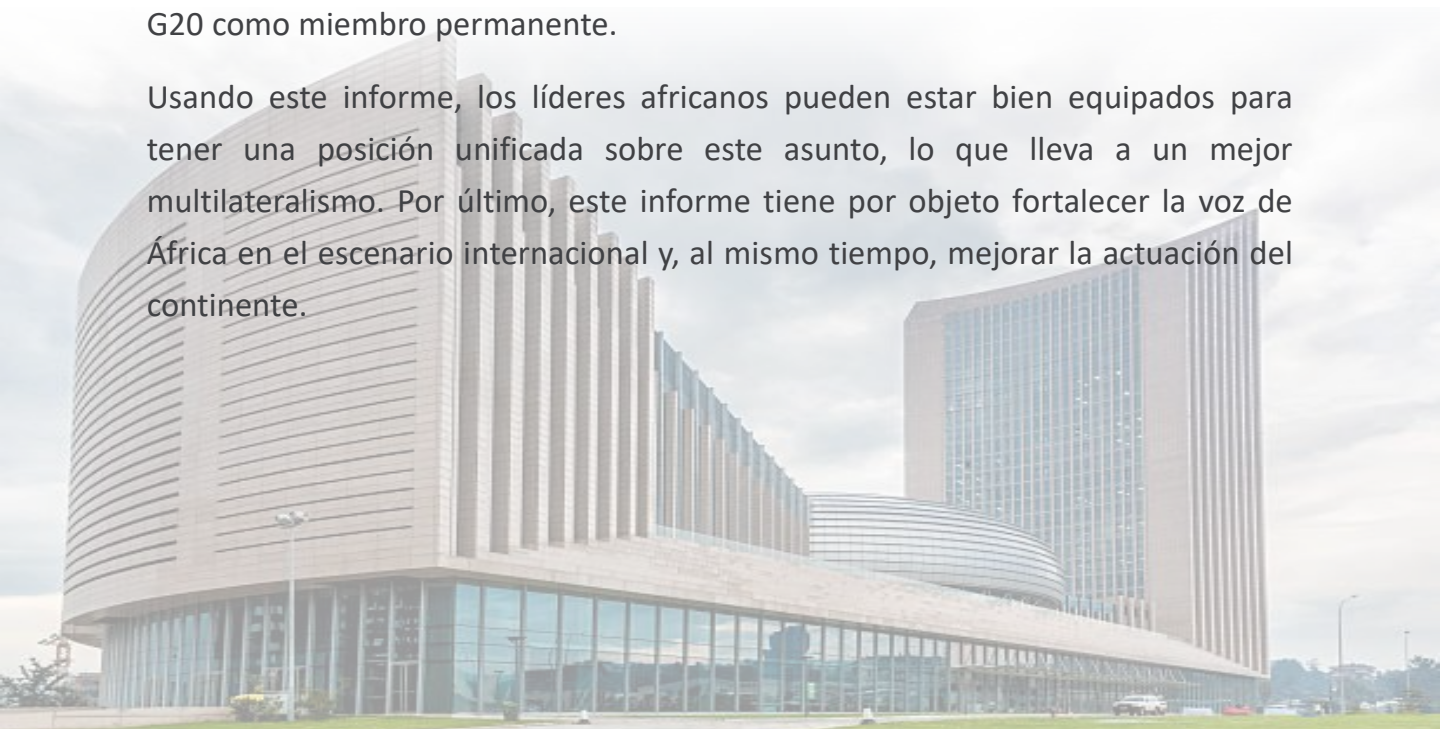 G20 como miembro permanente.
Usando este informe, los líderes africanos pueden estar bien equipados para
tener una posición unificada sobre este asunto, lo que lleva a un mejor
multilateralismo. Por último, este informe tiene por objeto fortalecer la voz de
África en el escenario internacional y, al mismo tiempo, mejorar la actuación del
continente.